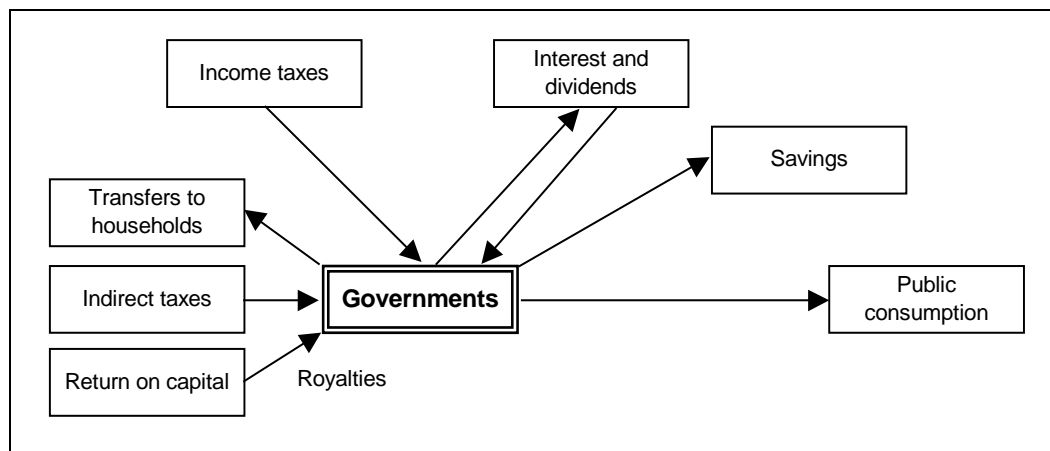 Income taxes
Interest and
dividends
Savings
Transfers to
households
Indirect taxes
Governments
Public
consumption
Return on capital
Royalties